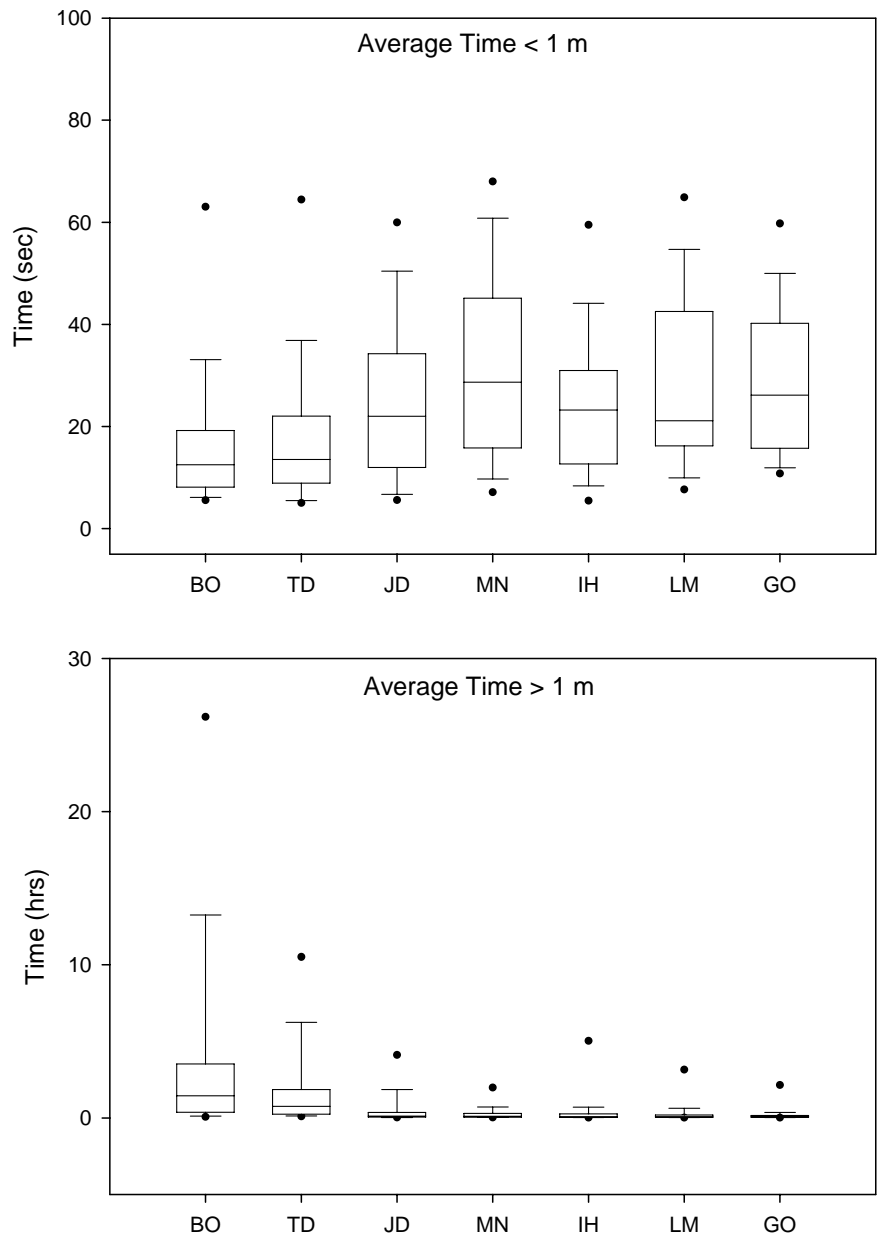 Average Time < 1 m
100
80
60
40
20
0
Time (sec)
BO TD JD MN IH LM GO
Average Time > 1 m
30
20
10
0
Time (hrs)
BO TD JD MN IH LM GO